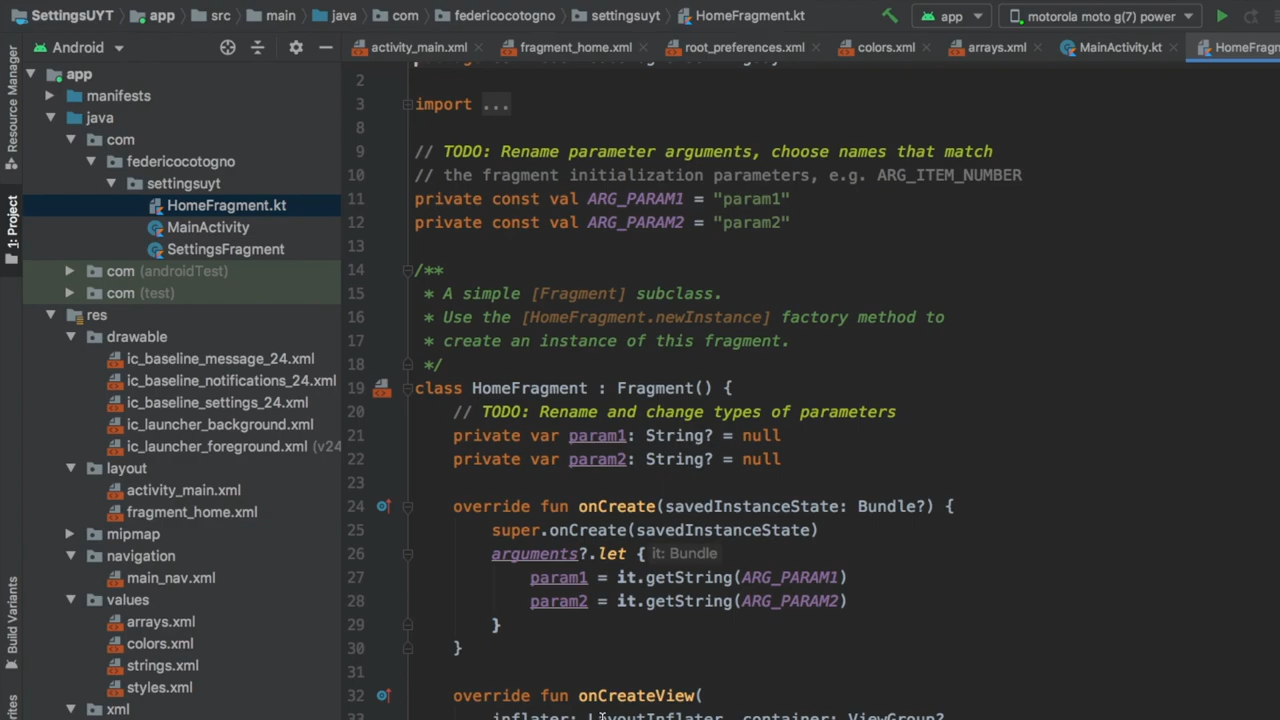 SettingsUYT app src main java com federicocotogno settingsuyt HomeFragment.kt app motorola moto g(7) power
Android activity_main.xml fragment_home.xml root_preferences.xml colors.xml arrays.xml MainActivity.kt HomeFragm
Resource Manager
1: Project
Build Variants
app
manifests
java
com
federicocotogno
settingsuyt
HomeFragment.kt
MainActivity
SettingsFragment
com (androidTest)
com (test)
res
drawable
ic_baseline_message_24.xml
ic_baseline_notifications_24.xml
ic_baseline_settings_24.xml
ic_launcher_background.xml
ic_launcher_foreground.xml (v24
layout
activity_main.xml
fragment_home.xml
mipmap
navigation
main_nav.xml
values
arrays.xml
colors.xml
strings.xml
styles.xml
xml
2
3 import ...
8
9 // TODO: Rename parameter arguments, choose names that match
10 // the fragment initialization parameters, e.g. ARG_ITEM_NUMBER
11 private const val ARG_PARAM1 = "param1"
12 private const val ARG_PARAM2 = "param2"
13
14 /**
15 * A simple [Fragment] subclass.
16 * Use the [HomeFragment.newInstance] factory method to
17 * create an instance of this fragment.
18 */
19 class HomeFragment : Fragment() {
20 // TODO: Rename and change types of parameters
21 private var param1: String? = null
22 private var param2: String? = null
23
24 override fun onCreate(savedInstanceState: Bundle?) {
25 super.onCreate(savedInstanceState)
26 arguments?.let { it: Bundle
27 param1 = it.getString(ARG_PARAM1)
28 param2 = it.getString(ARG_PARAM2)
29 }
30 }
31
32 override fun onCreateView(
33 inflater: LayoutInflater, container: ViewGroup?